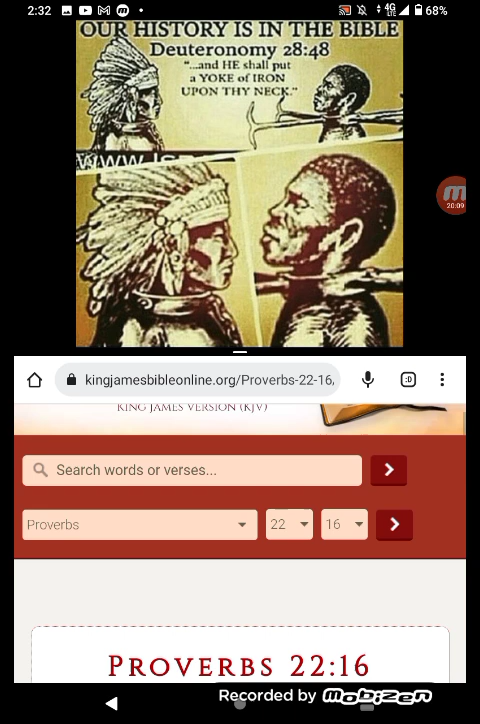 2:32
4G
LTE
68%
OUR HISTORY IS IN THE BIBLE
Deuteronomy 28:48
"...and HE shall put
a YOKE of IRON
UPON THY NECK."
20:09
kingjamesbibleonline.org/Proverbs-22-16,
:D
KING JAMES VERSION (KJV)
Search words or verses...
Proverbs
22
16
PROVERBS 22:16
Recorded by Mobizen